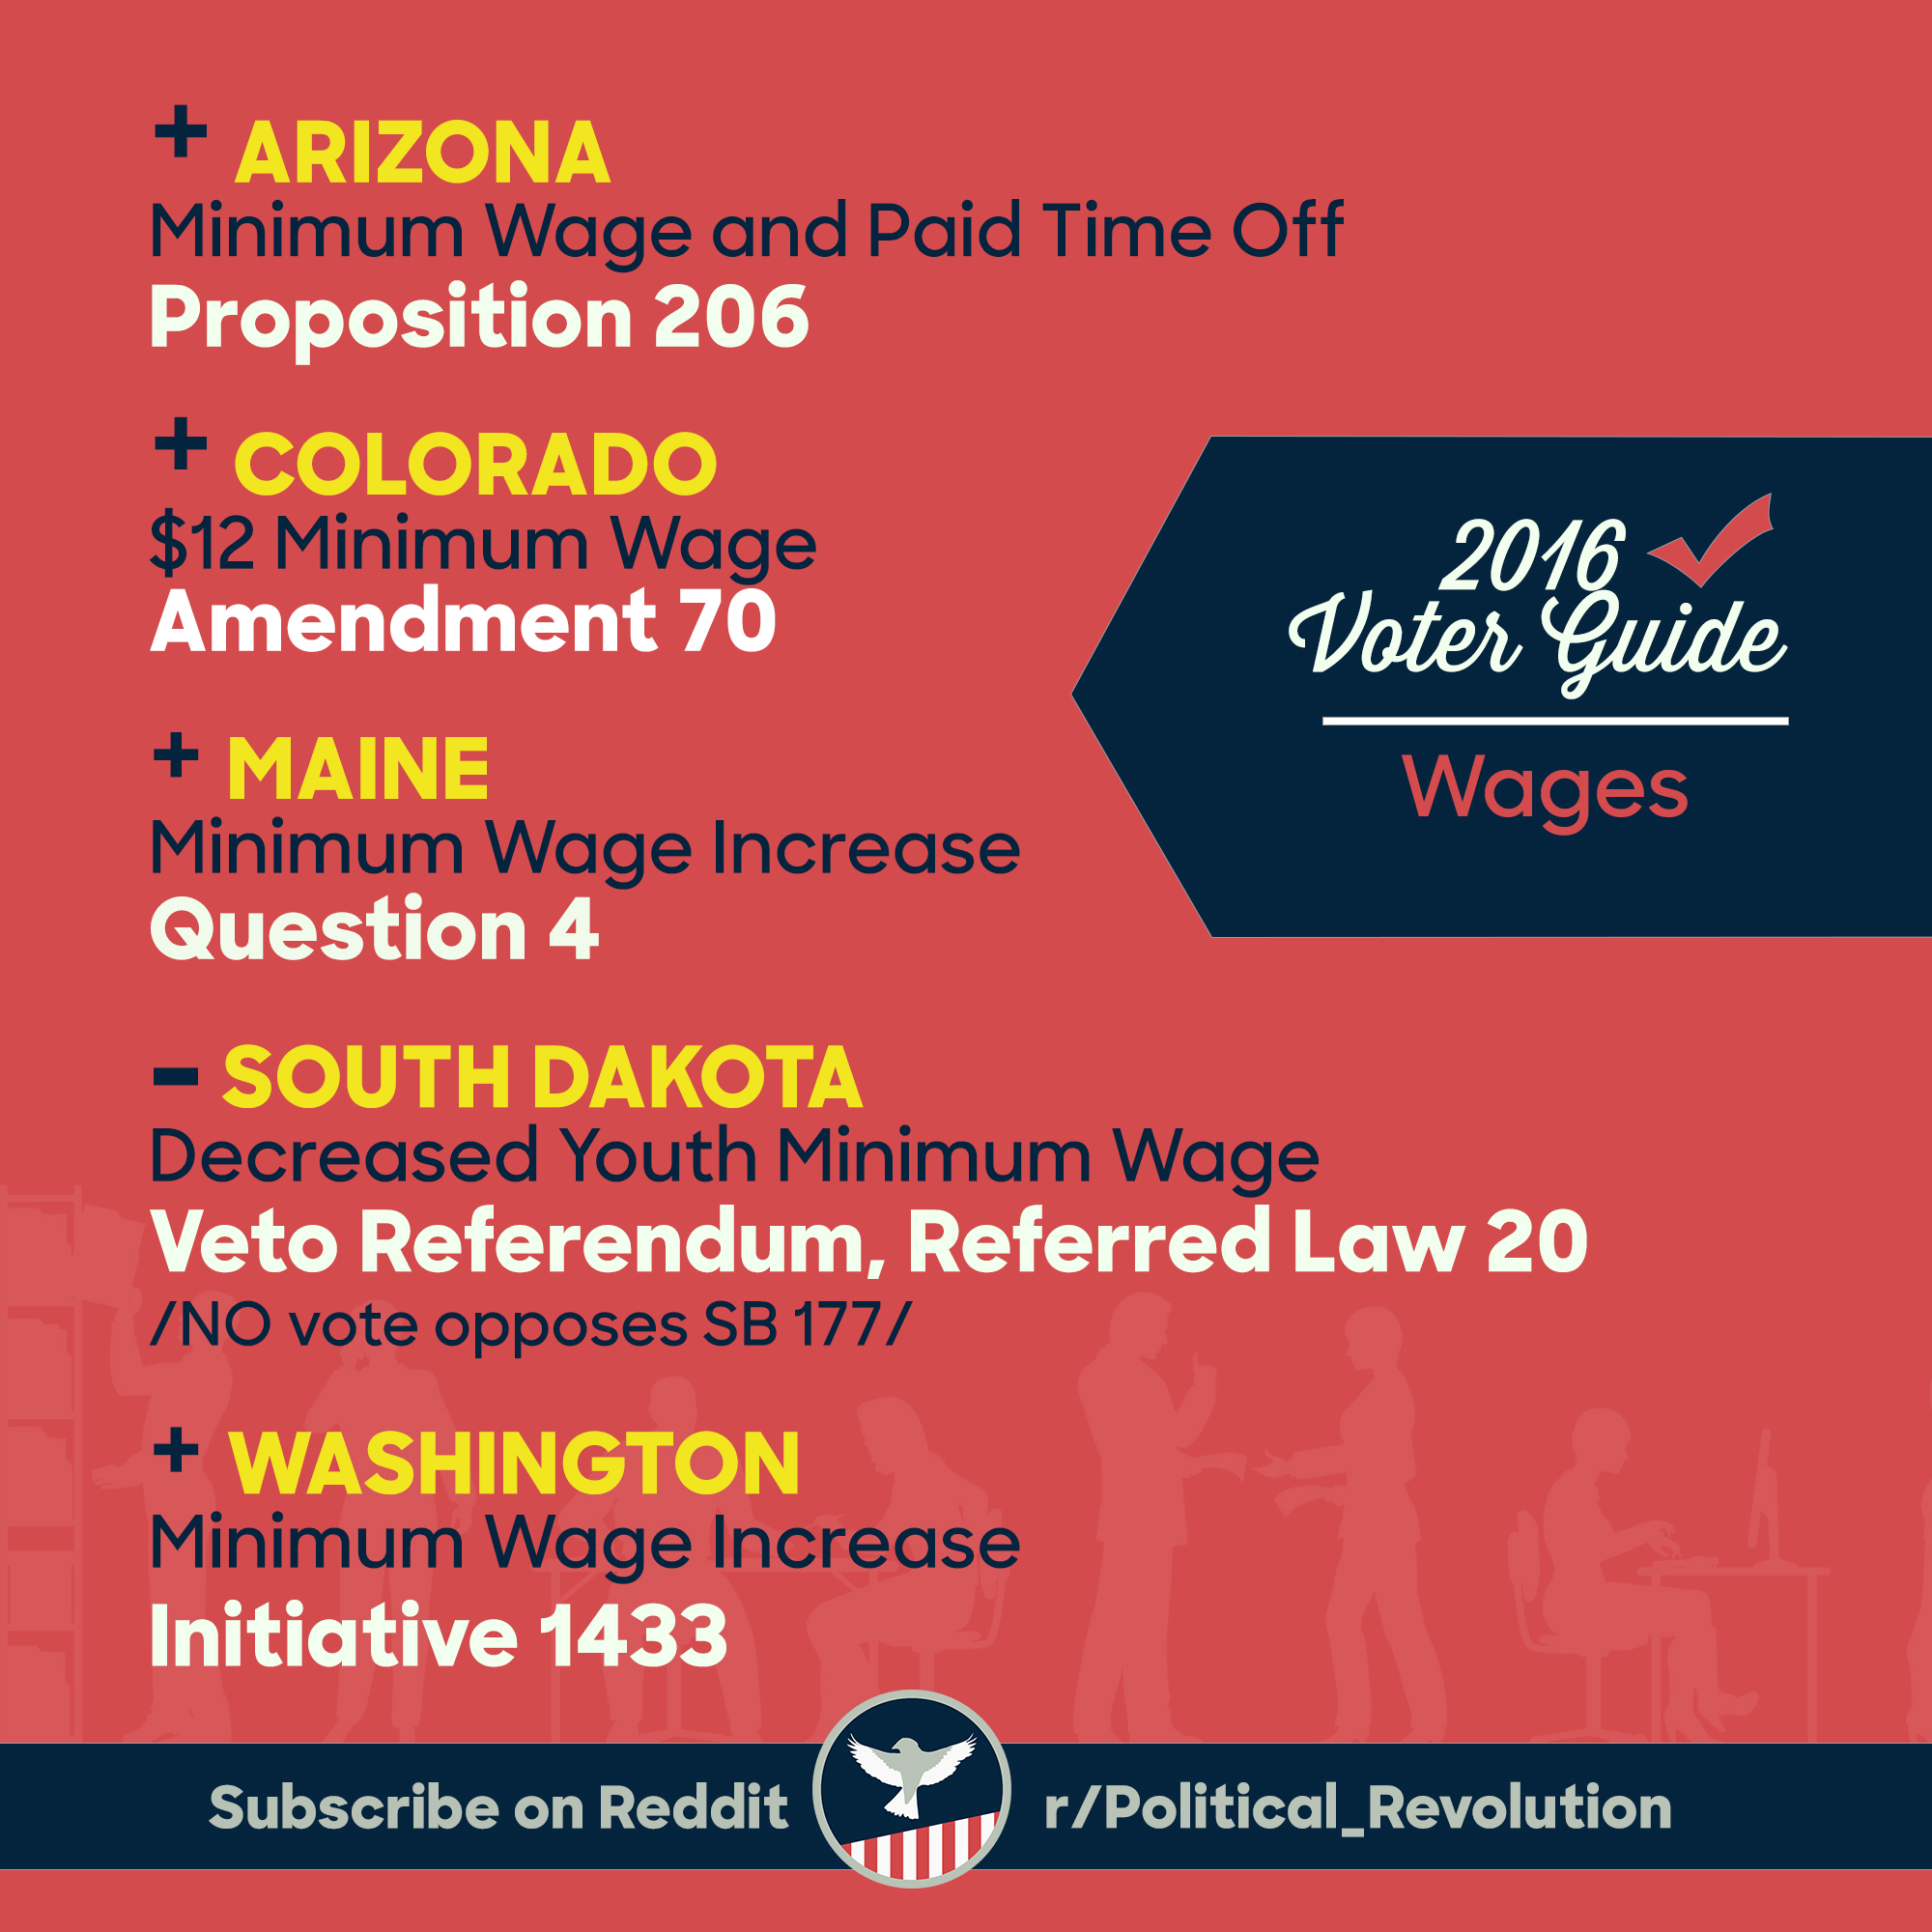 + ARIZONA
Minimum Wage and Paid Time Off
Proposition 206
+ COLORADO
$12 Minimum Wage
Amendment 70
+ MAINE
Minimum Wage Increase
Question 4
- SOUTH DAKOTA
Decreased Youth Minimum Wage
Veto Referendum, Referred Law 20
/NO vote opposes SB 177/
+ WASHINGTON
Minimum Wage Increase
Initiative 1433
2016
Voter Guide
Wages
Subscribe on Reddit
r/Political_Revolution